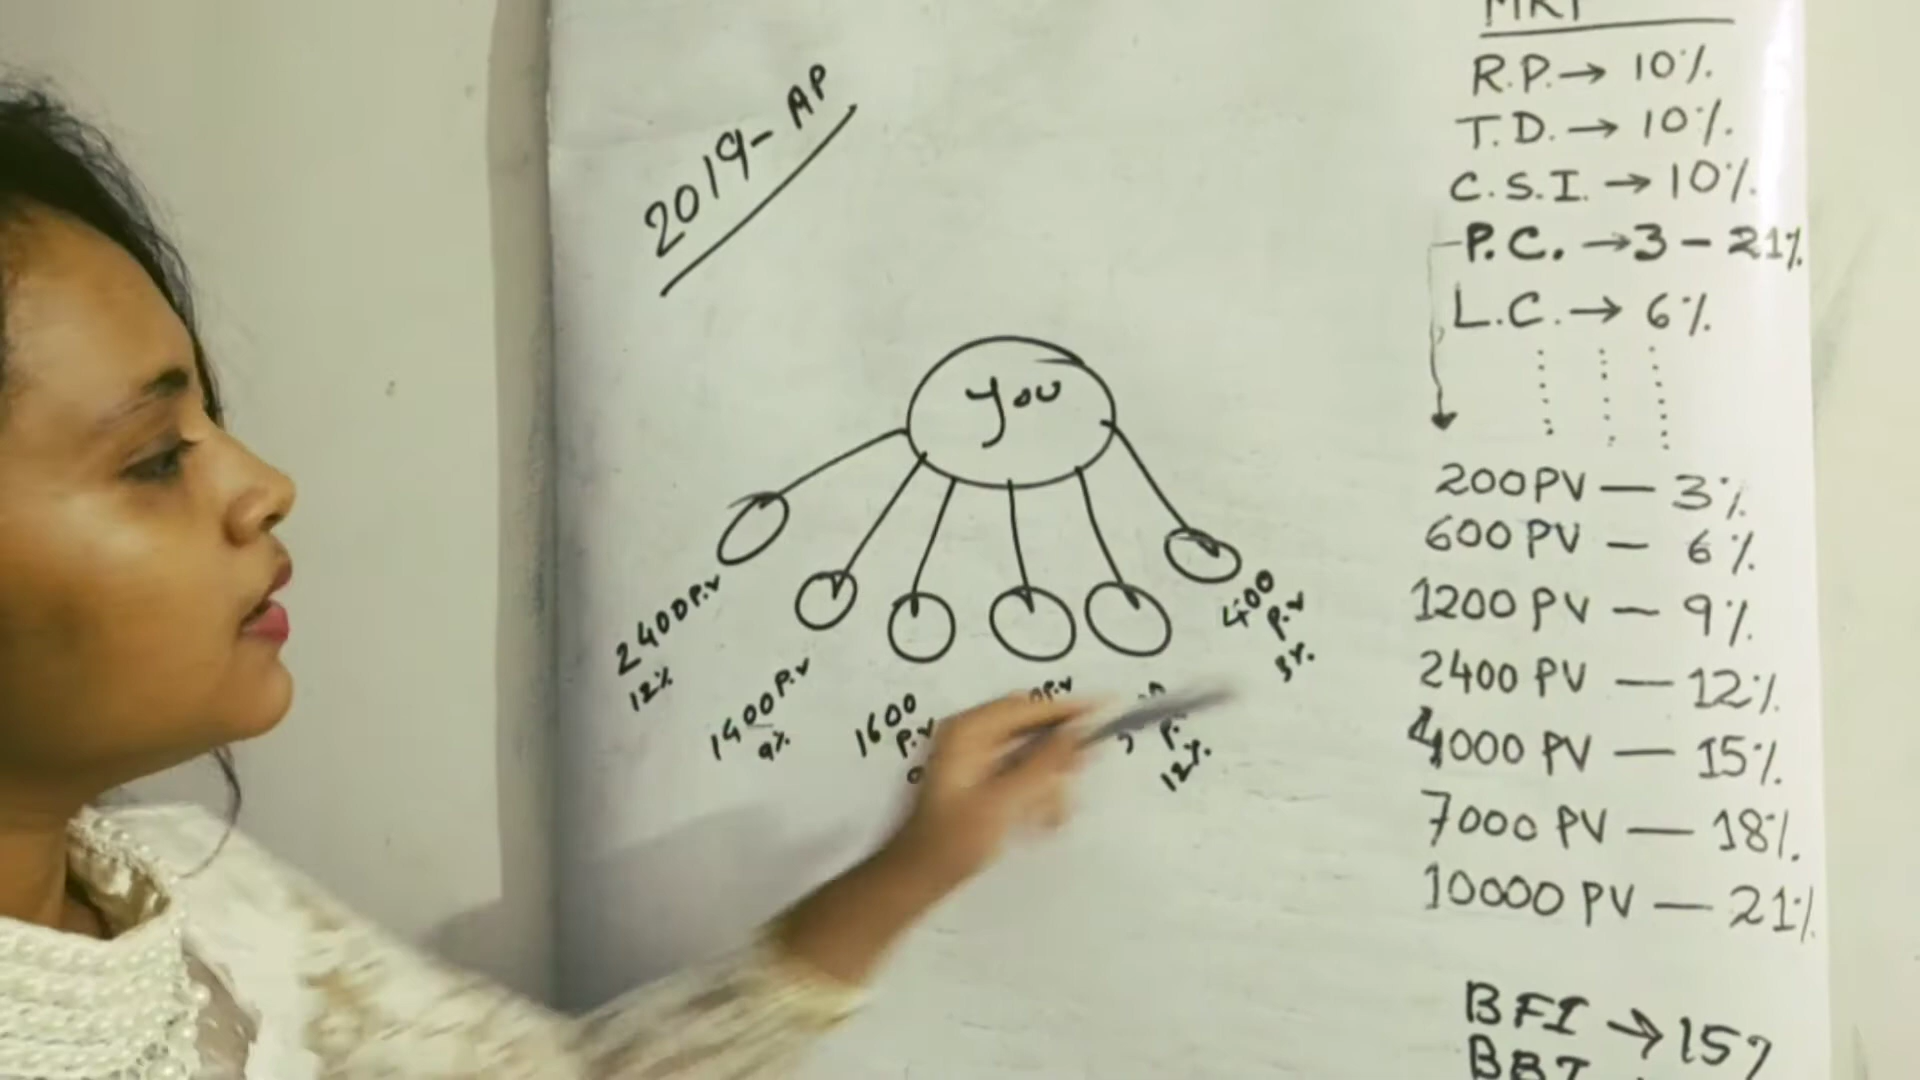 2019-AP
you
2400P.V
12%
1400P.V
9%
1600
P.V
12%
400
P.V
3%
MRP
R.P. → 10%
T.D. → 10%
C.S.I. → 10%
P.C. → 3 - 21%
L.C. → 6%
200 PV — 3%
600 PV — 6%
1200 PV — 9%
2400 PV — 12%
4000 PV — 15%
7000 PV — 18%
10000 PV — 21%
BFI → 15%